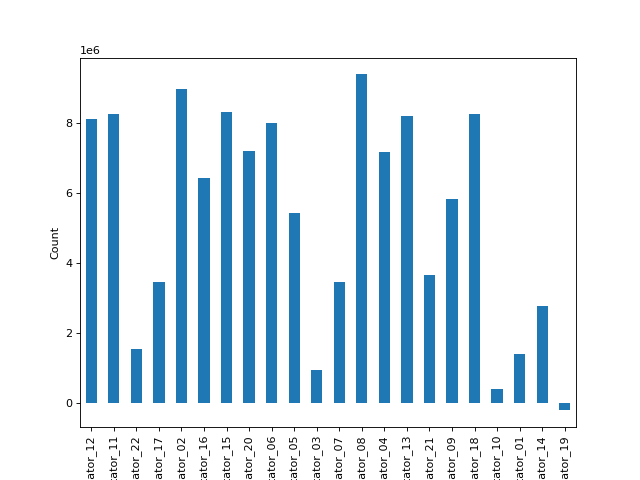 1e6
Count
8
6
4
2
0
ator_12
ator_11
ator_22
ator_17
ator_02
ator_16
ator_15
ator_20
ator_06
ator_05
ator_03
ator_07
ator_08
ator_04
ator_13
ator_21
ator_09
ator_18
ator_10
ator_01
ator_14
ator_19